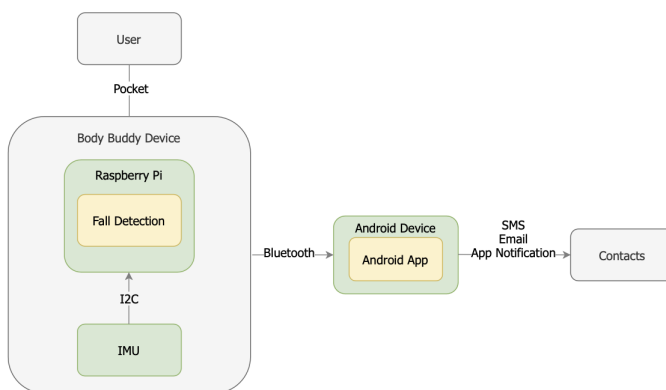 User
Pocket
Body Buddy Device
Raspberry Pi
Fall Detection
I2C
IMU
Bluetooth
Android Device
Android App
SMS
Email
App Notification
Contacts